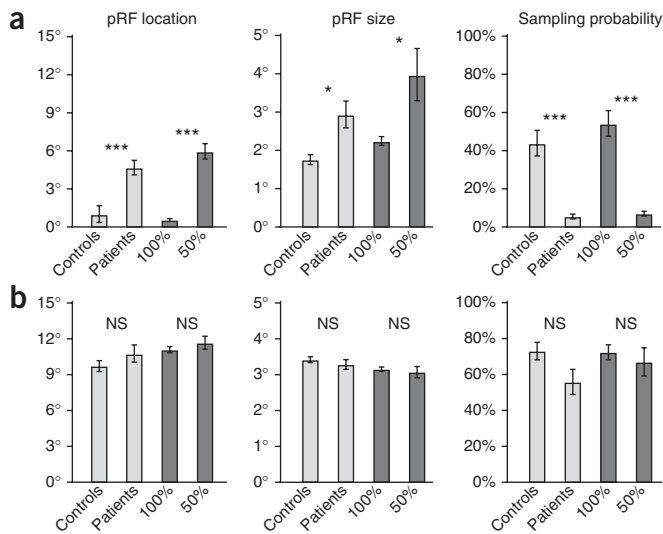 a
pRF location
pRF size
Sampling probability
15°
12°
9°
6°
3°
0°
***
***
Controls
Patients
100%
50%
5°
4°
3°
2°
1°
0°
*
*
Controls
Patients
100%
50%
100%
80%
60%
40%
20%
0%
***
***
Controls
Patients
100%
50%
b
15°
12°
9°
6°
3°
0°
NS
NS
Controls
Patients
100%
50%
5°
4°
3°
2°
1°
0°
NS
NS
Controls
Patients
100%
50%
100%
80%
60%
40%
20%
0%
NS
NS
Controls
Patients
100%
50%